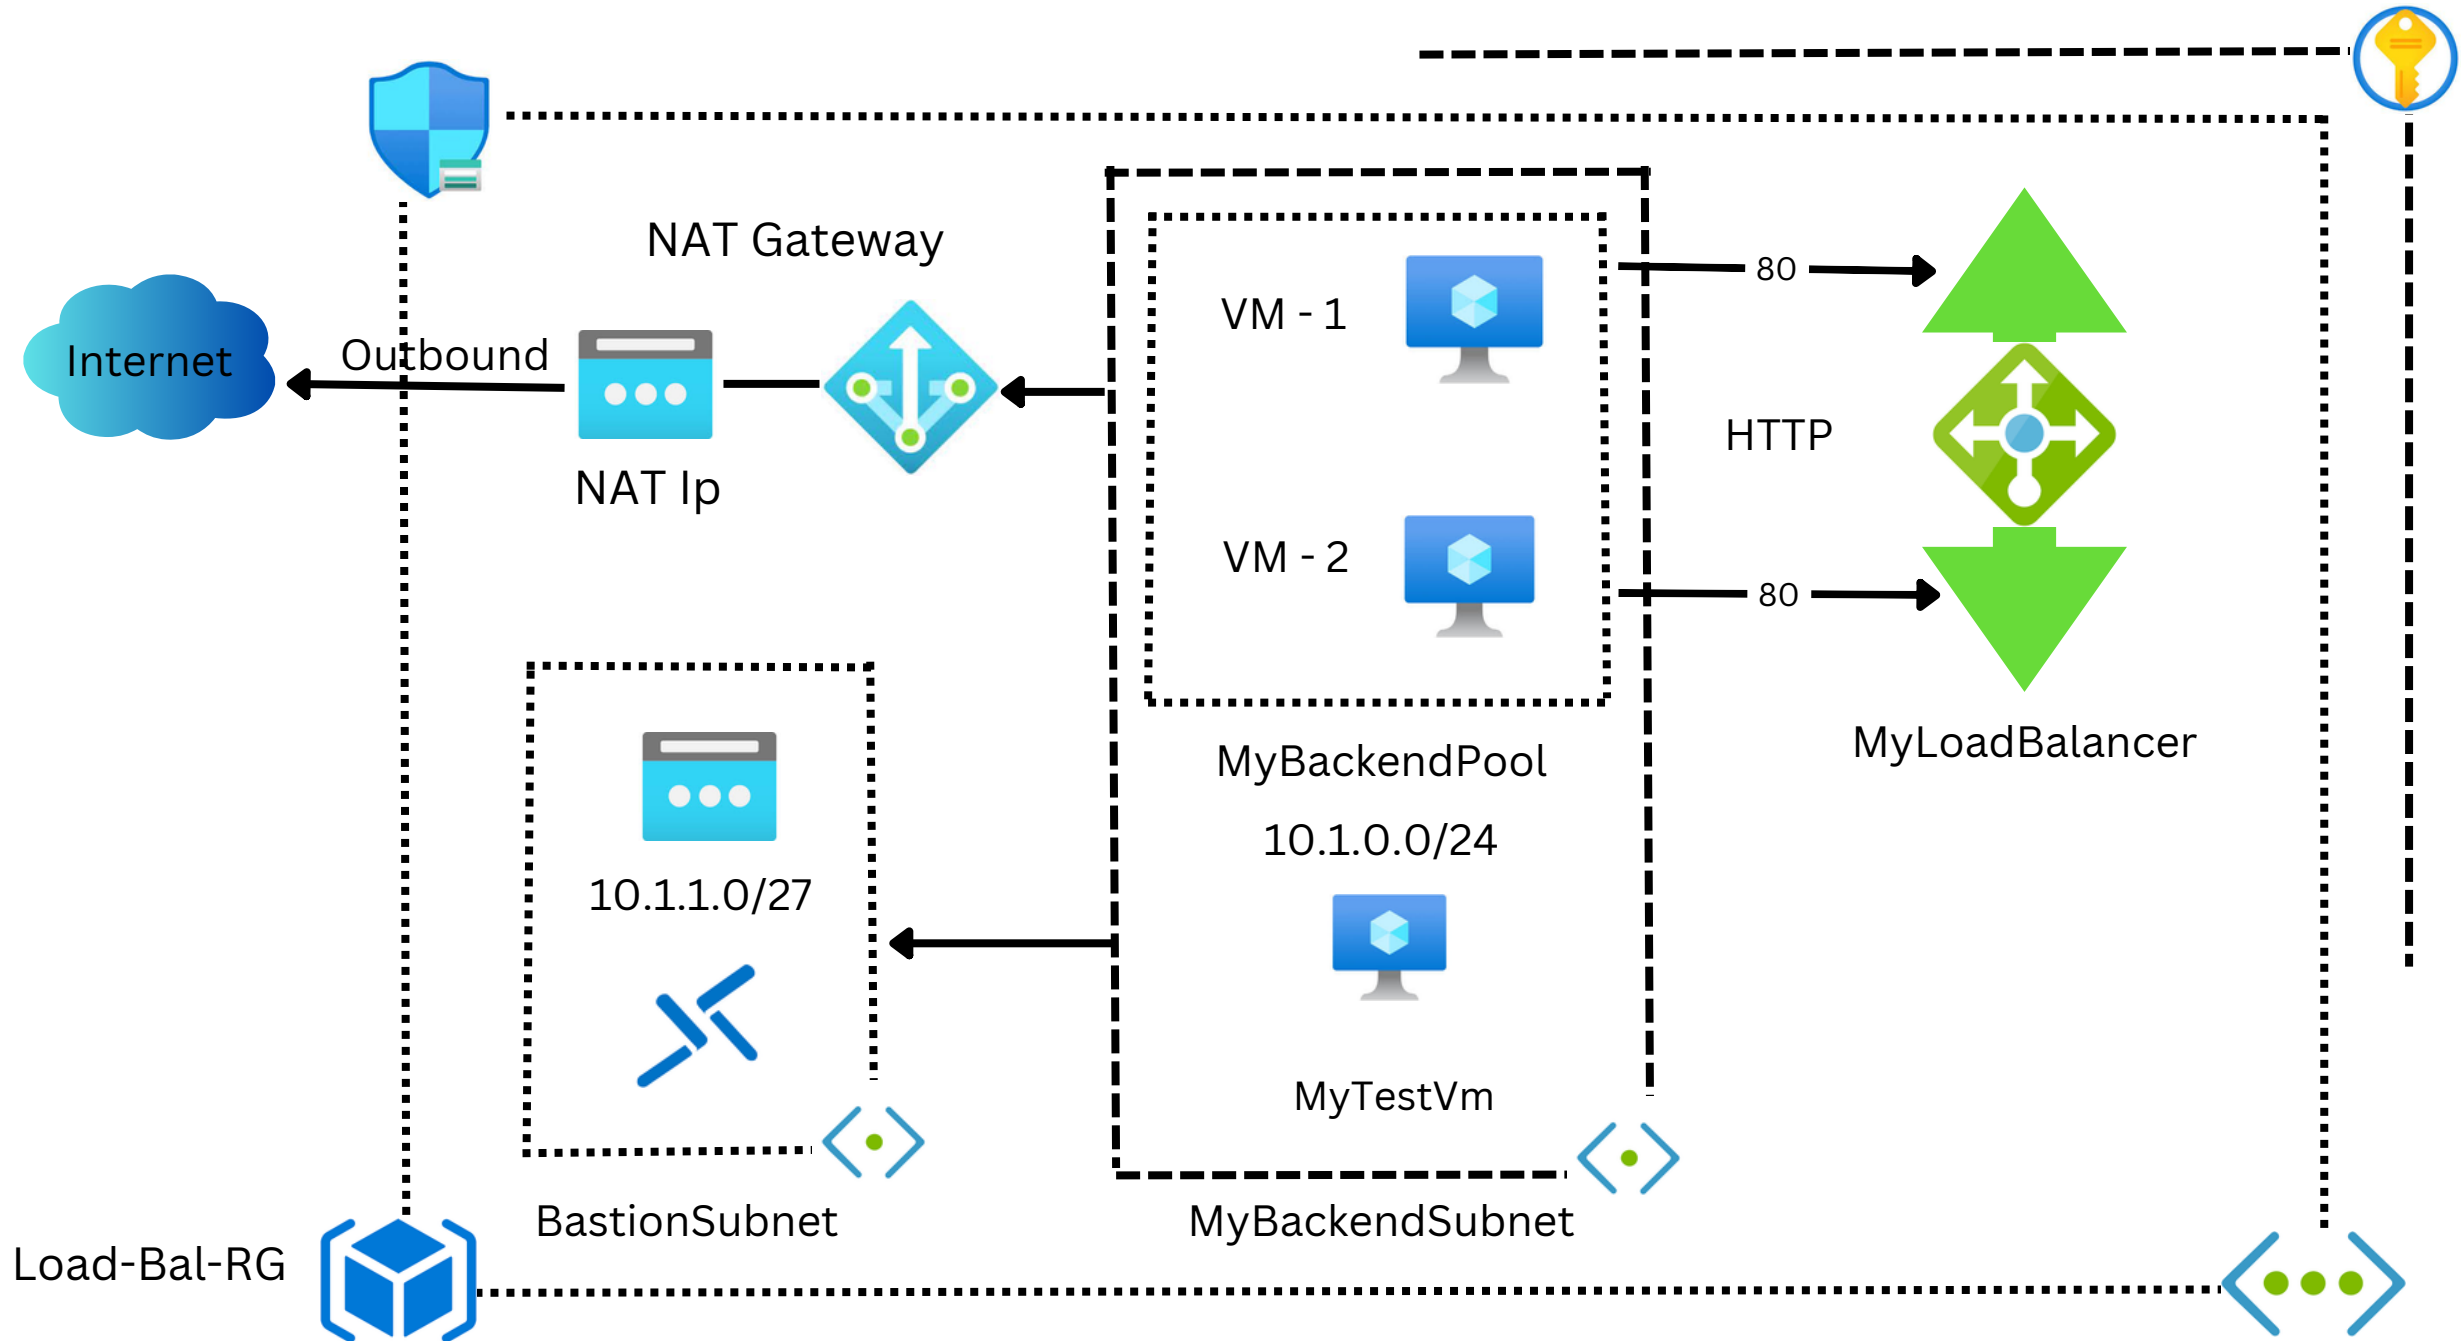 NAT Gateway
Internet
Outbound
NAT Ip
VM - 1
VM - 2
80
HTTP
80
MyLoadBalancer
MyBackendPool
10.1.0.0/24
10.1.1.0/27
MyTestVm
BastionSubnet
MyBackendSubnet
Load-Bal-RG